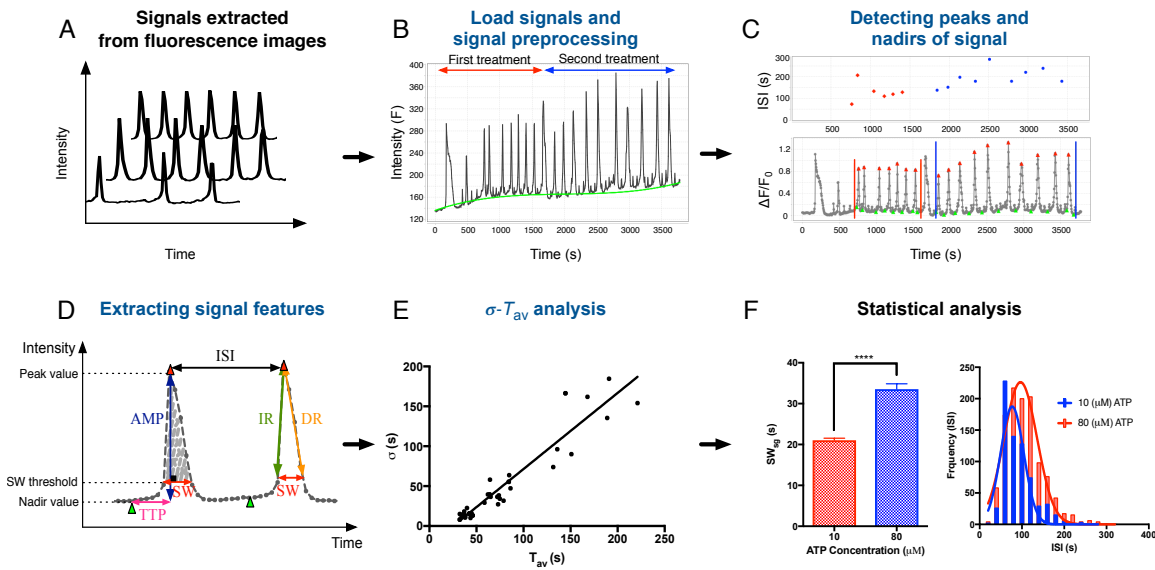 A
Signals extracted
from fluorescence images
Intensity
Time
B
Load signals and
signal preprocessing
First treatment
Second treatment
Intensity (F)
400
360
320
280
240
200
160
120
0
500
1000
1500
2000
2500
3000
3500
Time (s)
C
Detecting peaks and
nadirs of signal
ISI (s)
300
200
100
0
500
1000
1500
2000
2500
3000
3500
ΔF/F0
1.2
0.8
0.4
0
0
500
1000
1500
2000
2500
3000
3500
Time (s)
D
Extracting signal features
Intensity
Peak value
SW threshold
Nadir value
ISI
AMP
IR
DR
SW
SW
TTP
Time
E
σ-Tav analysis
σ (s)
200
150
100
50
0
0
50
100
150
200
250
Tav (s)
F
Statistical analysis
****
SWsg (s)
40
30
20
10
0
10
80
ATP Concentration (μM)
Frquency (ISI)
250
200
150
100
50
0
0
100
200
300
400
ISI (s)
10 (μM) ATP
80 (μM) ATP